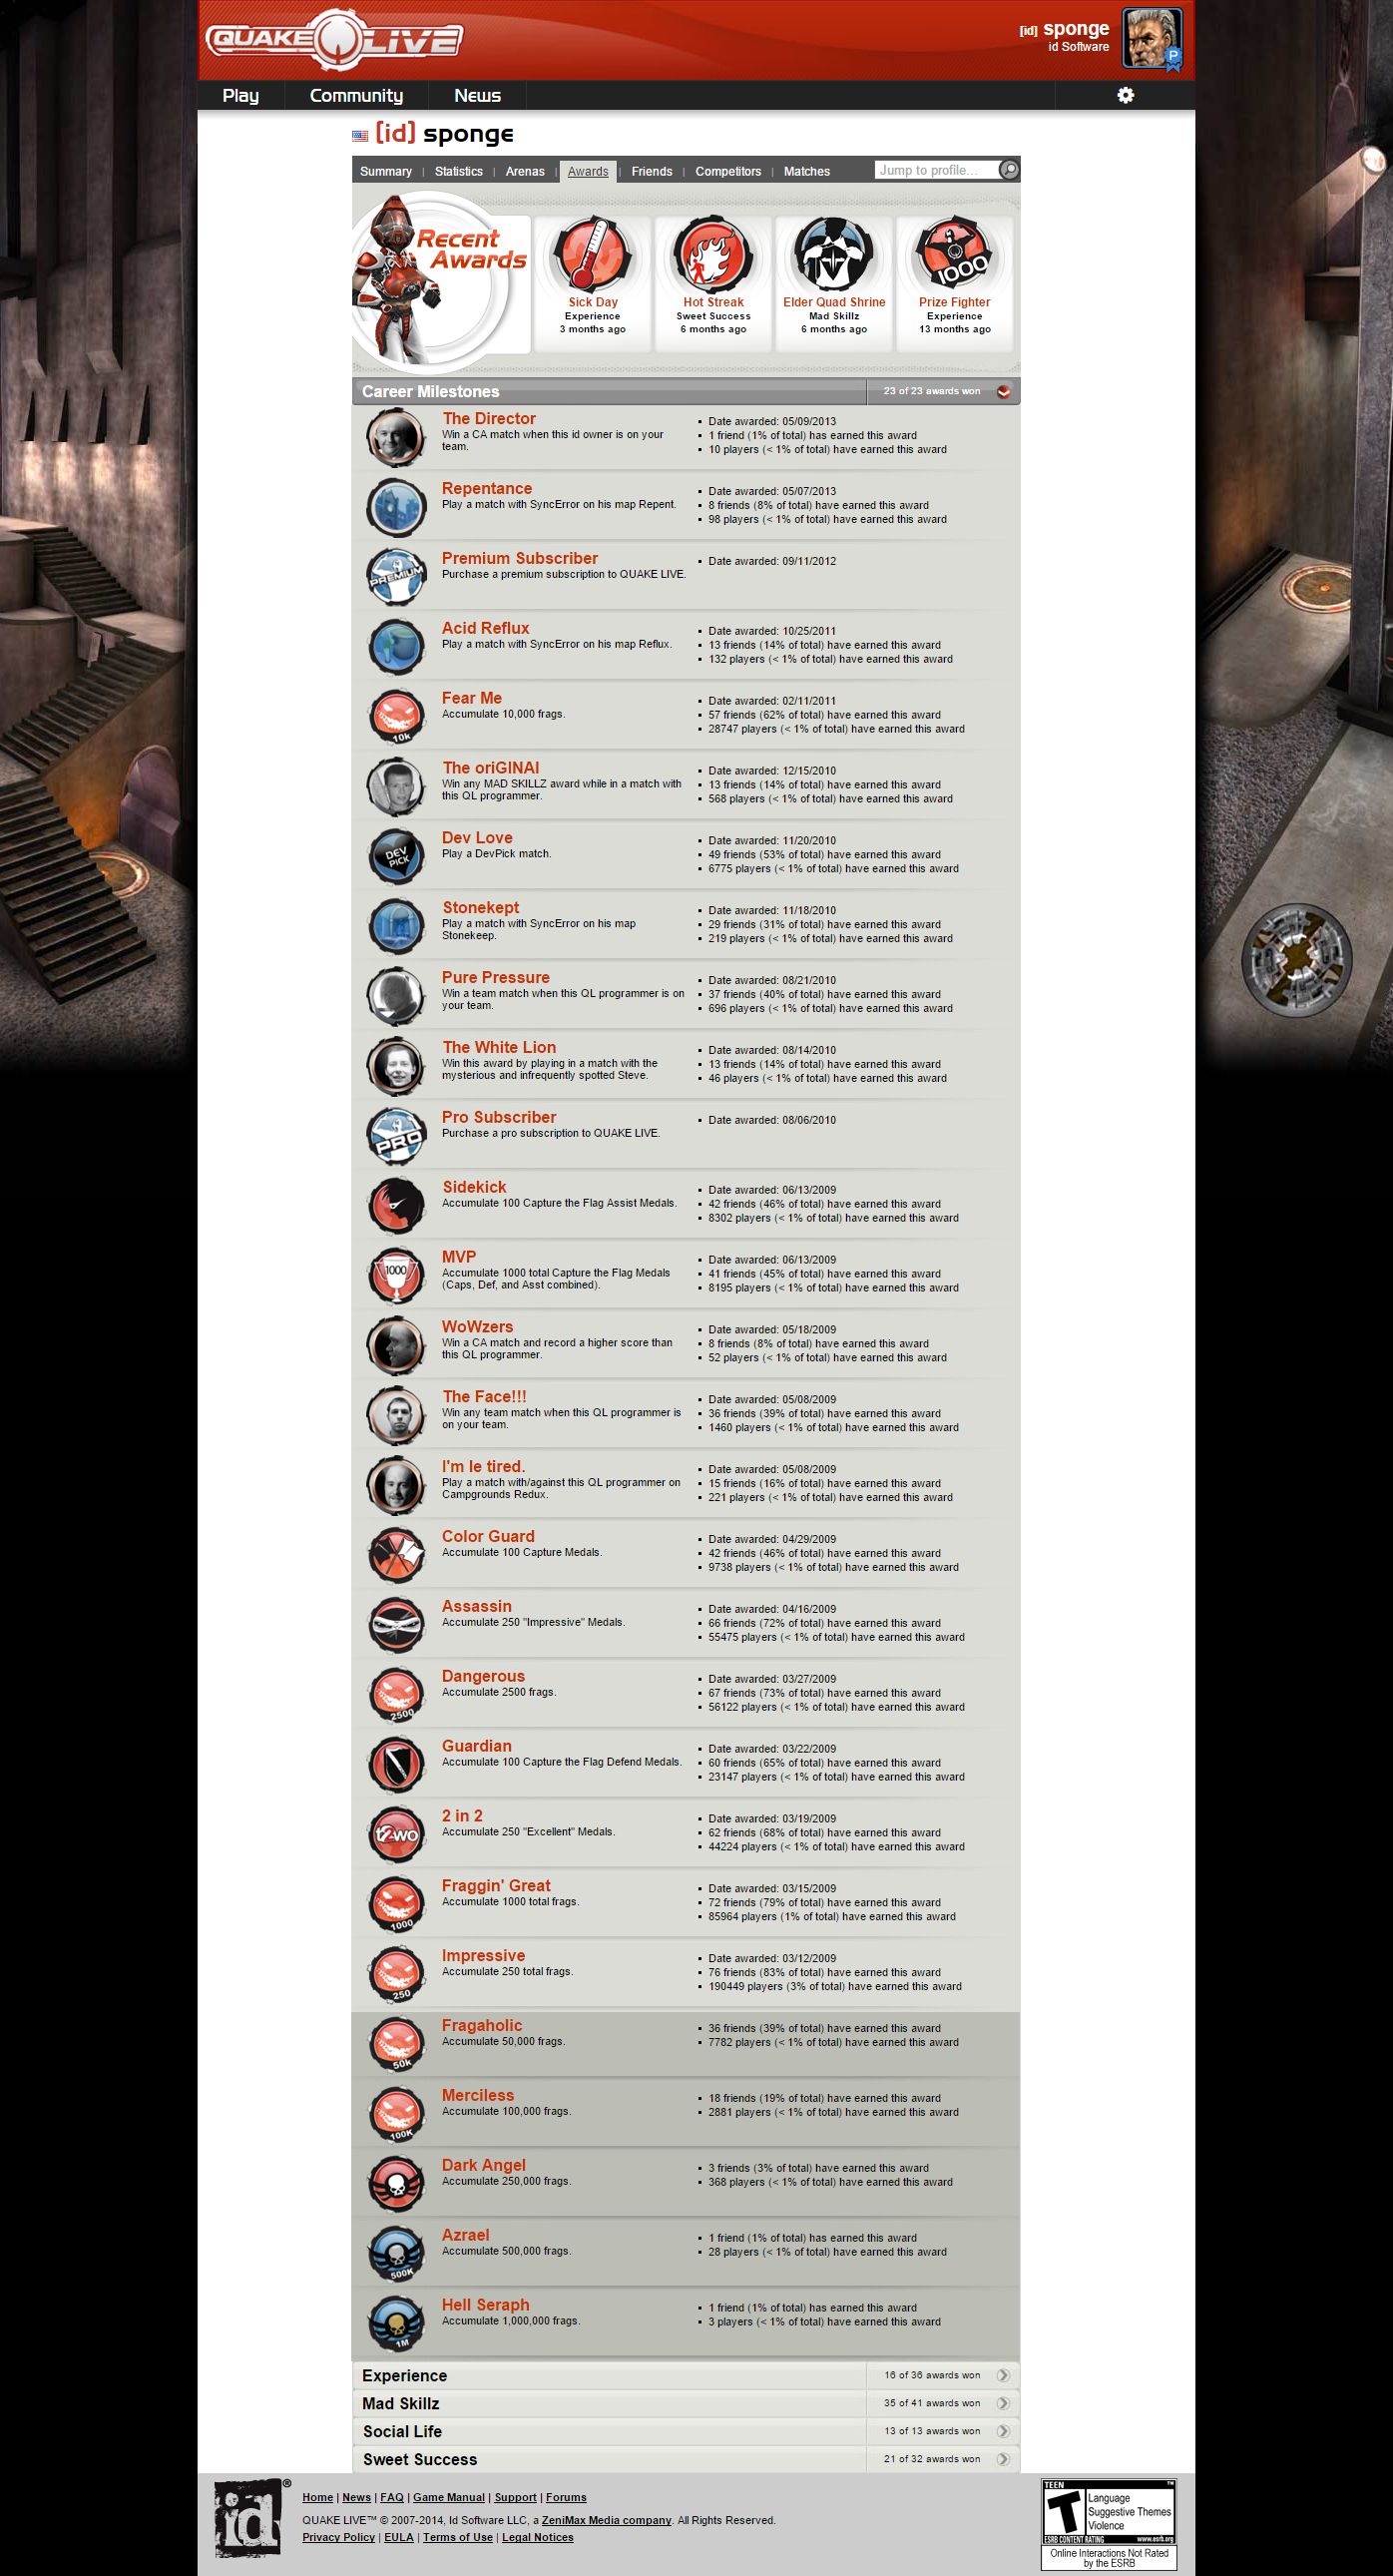 QUAKE LIVE
[id] sponge
id Software
P
Play
Community
News
[id] sponge
Summary | Statistics | Arenas | Awards | Friends | Competitors | Matches
Jump to profile...
Recent
Awards
1000
Sick Day
Experience
3 months ago
Hot Streak
Sweet Success
6 months ago
Elder Quad Shrine
Mad Skillz
6 months ago
Prize Fighter
Experience
13 months ago
Career Milestones
23 of 23 awards won
The Director
Win a CA match when this id owner is on your
team.
Date awarded: 05/09/2013
1 friend (1% of total) has earned this award
10 players (< 1% of total) have earned this award
Repentance
Play a match with SyncError on his map Repent.
Date awarded: 05/07/2013
8 friends (8% of total) have earned this award
98 players (< 1% of total) have earned this award
PREMIUM
Premium Subscriber
Purchase a premium subscription to QUAKE LIVE.
Date awarded: 09/11/2012
Acid Reflux
Play a match with SyncError on his map Reflux.
Date awarded: 10/25/2011
13 friends (14% of total) have earned this award
132 players (< 1% of total) have earned this award
10k
Fear Me
Accumulate 10,000 frags.
Date awarded: 02/11/2011
57 friends (62% of total) have earned this award
28747 players (< 1% of total) have earned this award
The oriGINAl
Win any MAD SKILLZ award while in a match with
this QL programmer.
Date awarded: 12/15/2010
13 friends (14% of total) have earned this award
568 players (< 1% of total) have earned this award
DEV
PICK
Dev Love
Play a DevPick match.
Date awarded: 11/20/2010
49 friends (53% of total) have earned this award
6775 players (< 1% of total) have earned this award
Stonekept
Play a match with SyncError on his map
Stonekeep.
Date awarded: 11/18/2010
29 friends (31% of total) have earned this award
219 players (< 1% of total) have earned this award
Pure Pressure
Win a team match when this QL programmer is on
your team.
Date awarded: 08/21/2010
37 friends (40% of total) have earned this award
696 players (< 1% of total) have earned this award
The White Lion
Win this award by playing in a match with the
mysterious and infrequently spotted Steve.
Date awarded: 08/14/2010
13 friends (14% of total) have earned this award
46 players (< 1% of total) have earned this award
PRO
Pro Subscriber
Purchase a pro subscription to QUAKE LIVE.
Date awarded: 08/06/2010
Sidekick
Accumulate 100 Capture the Flag Assist Medals.
Date awarded: 06/13/2009
42 friends (46% of total) have earned this award
8302 players (< 1% of total) have earned this award
1000
MVP
Accumulate 1000 total Capture the Flag Medals
(Caps, Def, and Asst combined).
Date awarded: 06/13/2009
41 friends (45% of total) have earned this award
8195 players (< 1% of total) have earned this award
WoWzers
Win a CA match and record a higher score than
this QL programmer.
Date awarded: 05/18/2009
8 friends (8% of total) have earned this award
52 players (< 1% of total) have earned this award
The Face!!!
Win any team match when this QL programmer is
on your team.
Date awarded: 05/08/2009
36 friends (39% of total) have earned this award
1460 players (< 1% of total) have earned this award
I'm le tired.
Play a match with/against this QL programmer on
Campgrounds Redux.
Date awarded: 05/08/2009
15 friends (16% of total) have earned this award
221 players (< 1% of total) have earned this award
Color Guard
Accumulate 100 Capture Medals.
Date awarded: 04/29/2009
42 friends (46% of total) have earned this award
9738 players (< 1% of total) have earned this award
Assassin
Accumulate 250 "Impressive" Medals.
Date awarded: 04/16/2009
66 friends (72% of total) have earned this award
55475 players (< 1% of total) have earned this award
2500
Dangerous
Accumulate 2500 frags.
Date awarded: 03/27/2009
67 friends (73% of total) have earned this award
56122 players (< 1% of total) have earned this award
Guardian
Accumulate 100 Capture the Flag Defend Medals.
Date awarded: 03/22/2009
60 friends (65% of total) have earned this award
23147 players (< 1% of total) have earned this award
t2wo
2 in 2
Accumulate 250 "Excellent" Medals.
Date awarded: 03/19/2009
62 friends (68% of total) have earned this award
44224 players (< 1% of total) have earned this award
1000
Fraggin' Great
Accumulate 1000 total frags.
Date awarded: 03/15/2009
72 friends (79% of total) have earned this award
85964 players (1% of total) have earned this award
250
Impressive
Accumulate 250 total frags.
Date awarded: 03/12/2009
76 friends (83% of total) have earned this award
190449 players (3% of total) have earned this award
50k
Fragaholic
Accumulate 50,000 frags.
36 friends (39% of total) have earned this award
7782 players (< 1% of total) have earned this award
100K
Merciless
Accumulate 100,000 frags.
18 friends (19% of total) have earned this award
2881 players (< 1% of total) have earned this award
Dark Angel
Accumulate 250,000 frags.
3 friends (3% of total) have earned this award
368 players (< 1% of total) have earned this award
500K
Azrael
Accumulate 500,000 frags.
1 friend (1% of total) has earned this award
28 players (< 1% of total) have earned this award
1M
Hell Seraph
Accumulate 1,000,000 frags.
1 friend (1% of total) has earned this award
3 players (< 1% of total) have earned this award
Experience
16 of 36 awards won
Mad Skillz
35 of 41 awards won
Social Life
13 of 13 awards won
Sweet Success
21 of 32 awards won
id®
Home | News | FAQ | Game Manual | Support | Forums
QUAKE LIVE™ © 2007-2014, Id Software LLC, a ZeniMax Media company. All Rights Reserved.
Privacy Policy | EULA | Terms of Use | Legal Notices
TEEN ™
T
Language
Suggestive Themes
Violence
ESRB CONTENT RATING www.esrb.org
Online Interactions Not Rated
by the ESRB